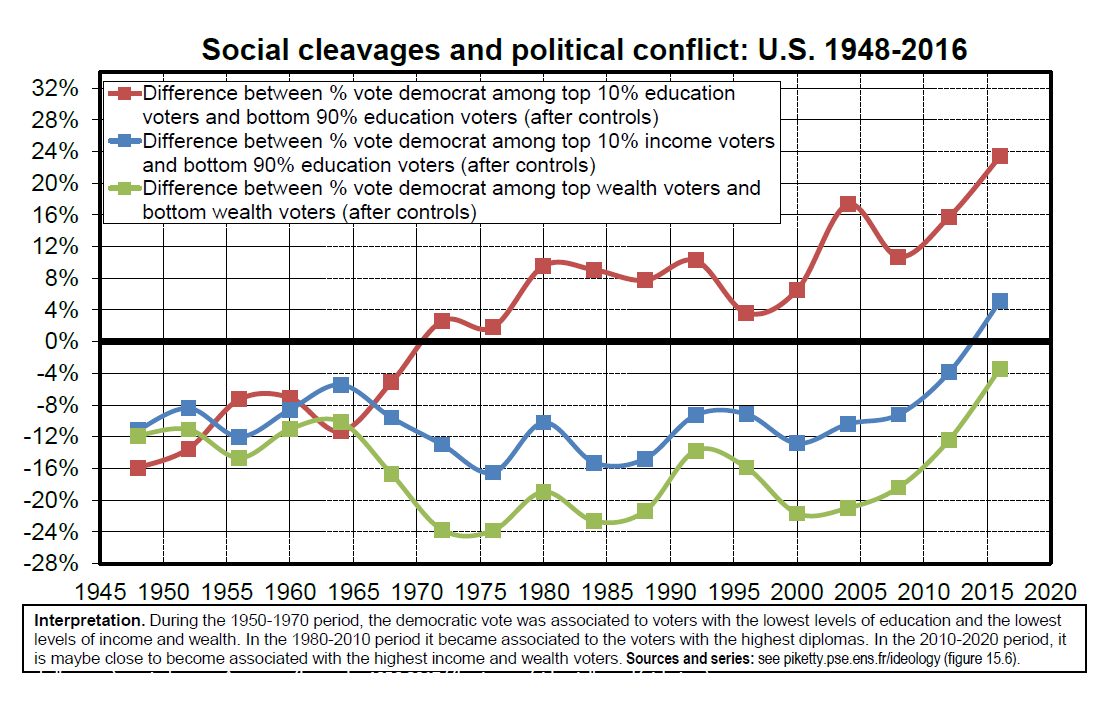 Social cleavages and political conflict: U.S. 1948-2016
32%
28%
24%
20%
16%
12%
8%
4%
0%
-4%
-8%
-12%
-16%
-20%
-24%
-28%
Difference between % vote democrat among top 10% education
voters and bottom 90% education voters (after controls)
Difference between % vote democrat among top 10% income voters
and bottom 90% education voters (after controls)
Difference between % vote democrat among top wealth voters and
bottom wealth voters (after controls)
1945 1950 1955 1960 1965 1970 1975 1980 1985 1990 1995 2000 2005 2010 2015 2020
Interpretation. During the 1950-1970 period, the democratic vote was associated to voters with the lowest levels of education and the lowest
levels of income and wealth. In the 1980-2010 period it became associated to the voters with the highest diplomas. In the 2010-2020 period, it
is maybe close to become associated with the highest income and wealth voters. Sources and series: see piketty.pse.ens.fr/ideology (figure 15.6).